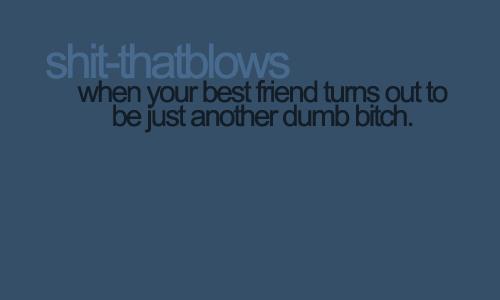 shit-thatblows
when your best friend turns out to
be just another dumb bitch.